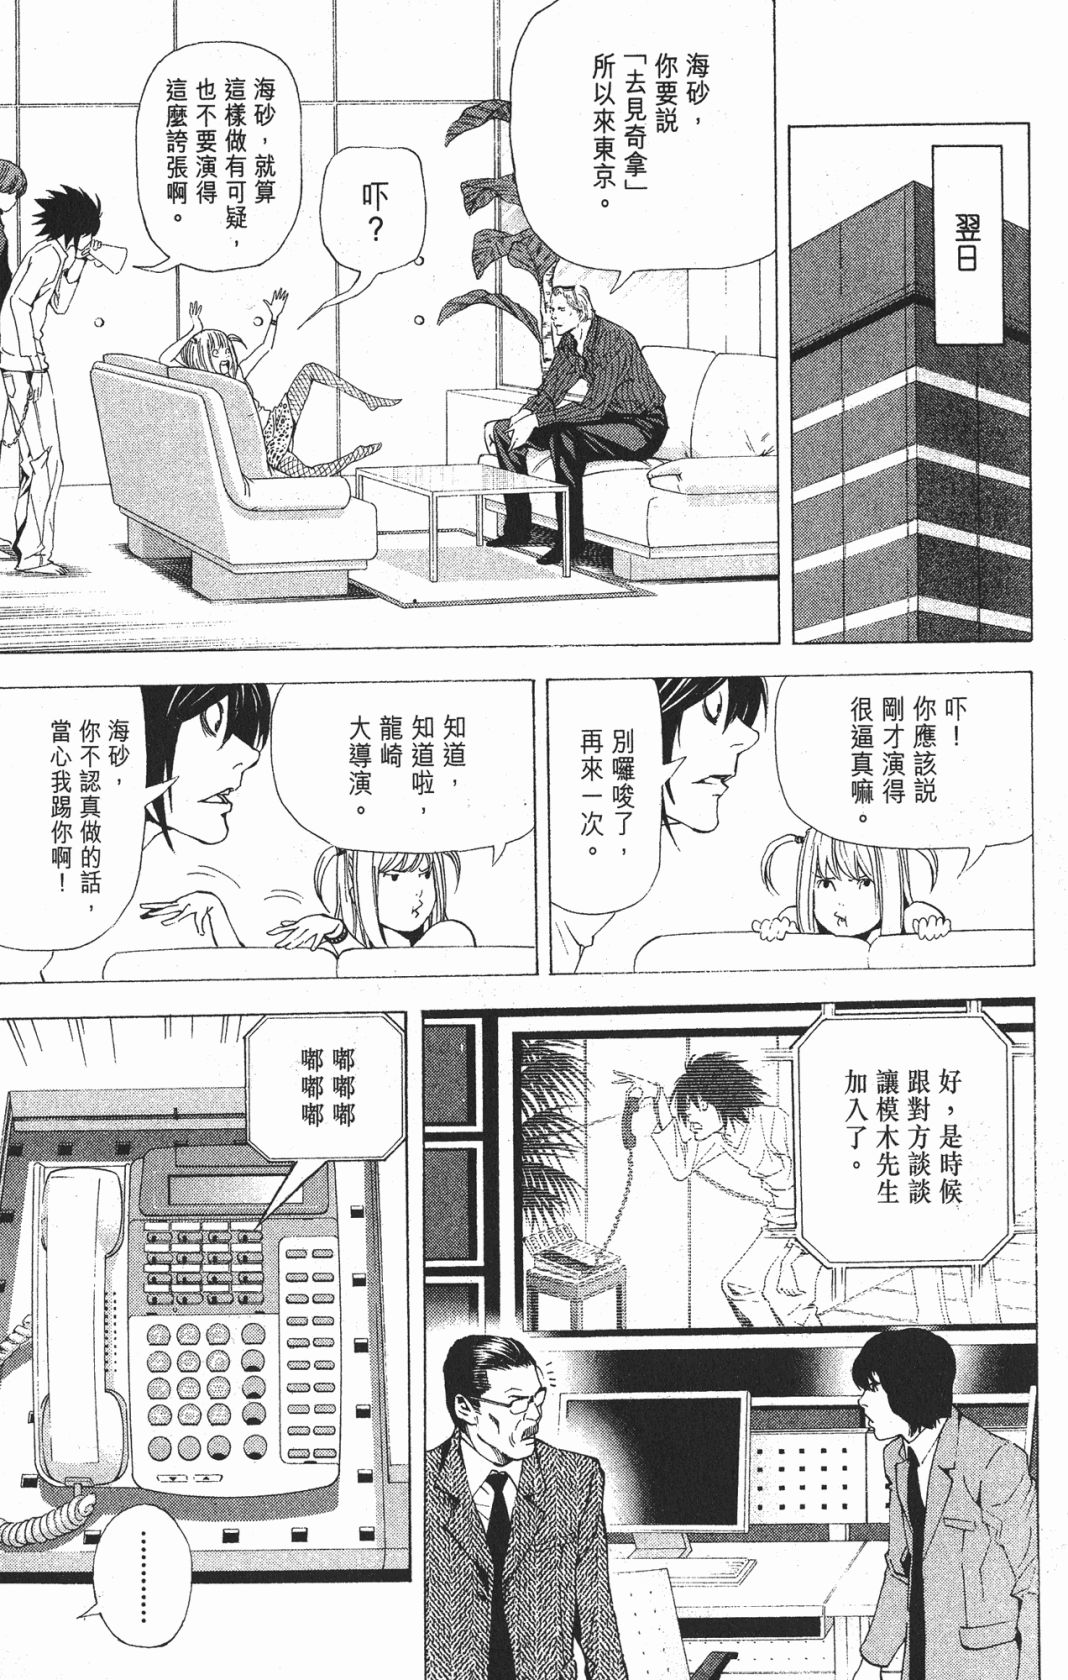 翌日
海砂，
你要説
「去見奇拿」
所以來東京。
吓？
海砂，就算
這樣做有可疑，
也不要演得
這麼誇張啊。
吓！
你應該説
剛才演得
很逼真嘛。
別囉唆了，
再來一次。
知道，
知道啦，
龍崎
大導演。
海砂，
你不認真做的話，
當心我踢你啊！
好，是時候
跟對方談談
讓模木先生
加入了。
嘟嘟嘟
嘟嘟嘟
…………